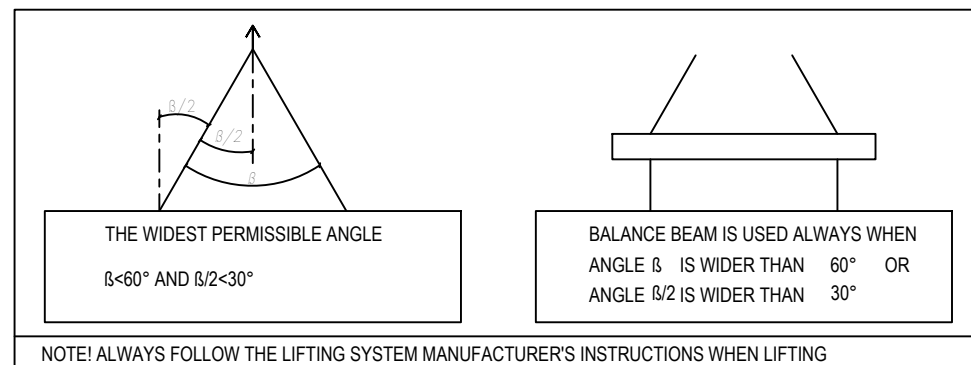 ß/2
ß/2
ß
THE WIDEST PERMISSIBLE ANGLE
ß<60° AND ß/2<30°
BALANCE BEAM IS USED ALWAYS WHEN
ANGLE ß IS WIDER THAN 60° OR
ANGLE ß/2 IS WIDER THAN 30°
NOTE! ALWAYS FOLLOW THE LIFTING SYSTEM MANUFACTURER'S INSTRUCTIONS WHEN LIFTING